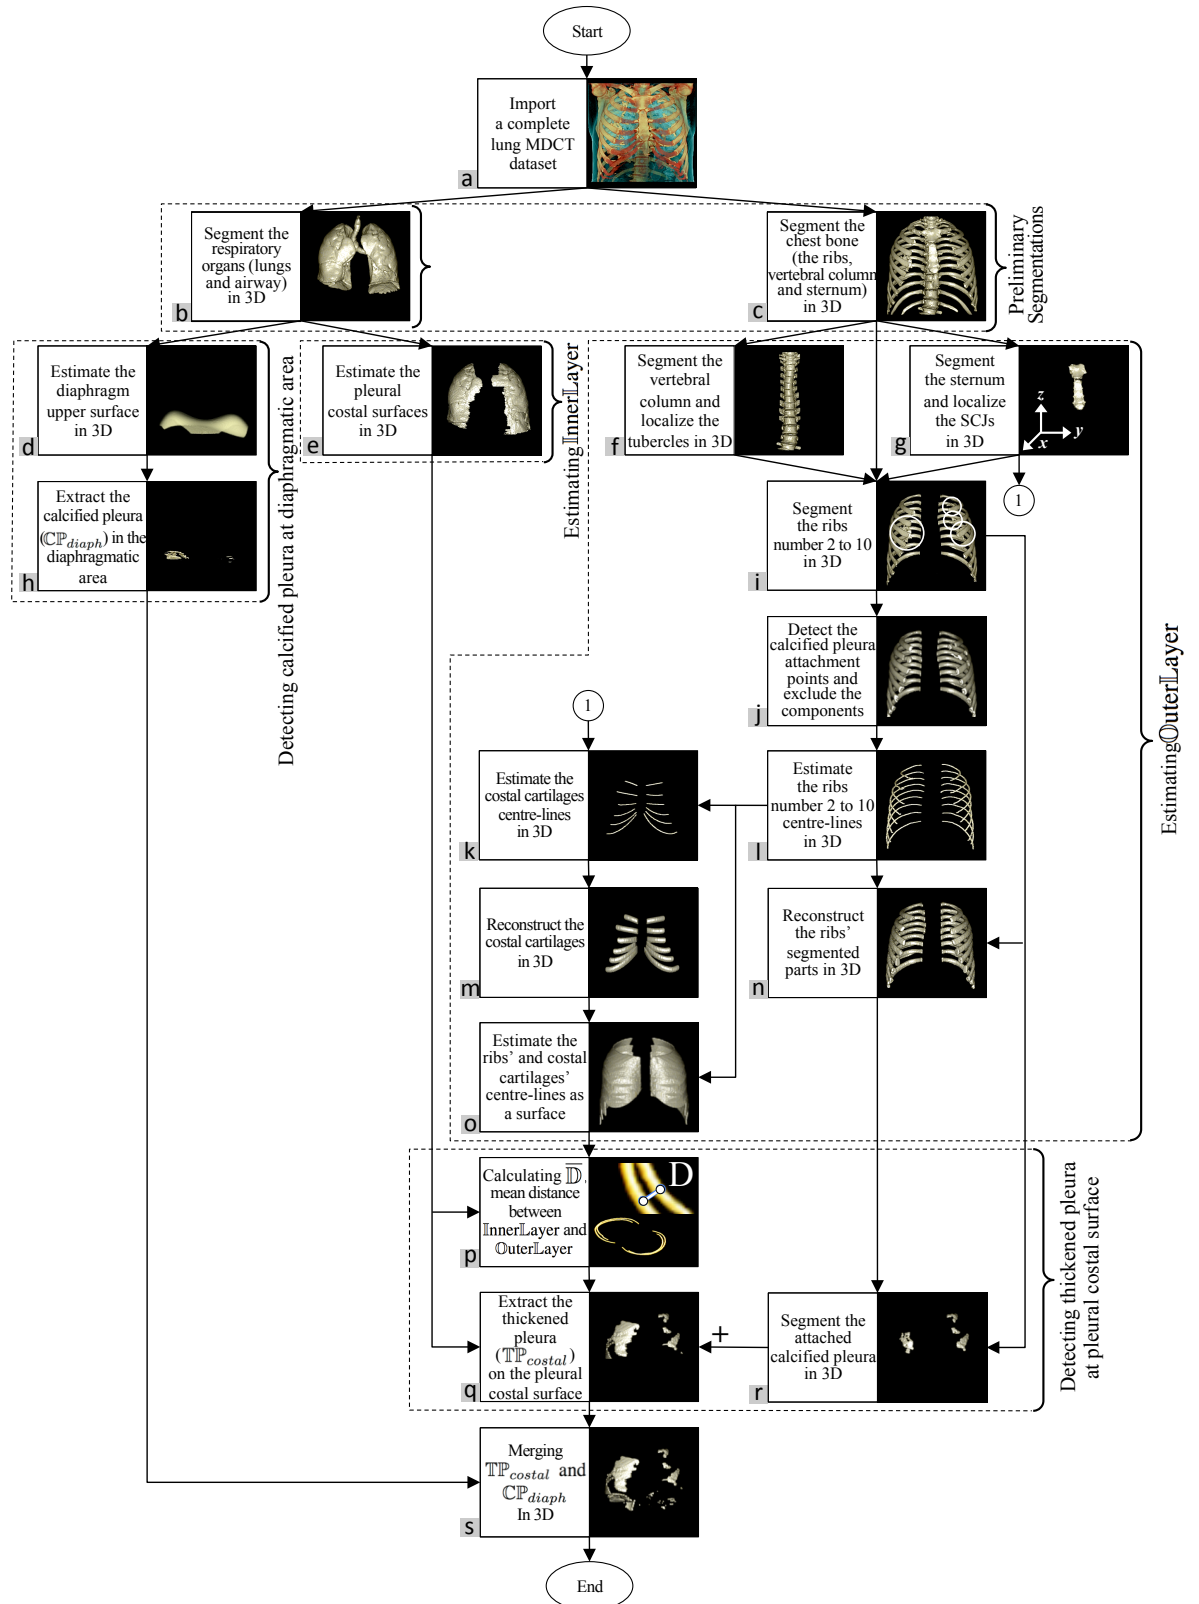 Start
Import
a complete
lung MDCT
dataset
a
Segment the
respiratory
organs (lungs
and airway)
in 3D
b
Segment the
chest bone
(the ribs,
vertebral column
and sternum) in
3D
c
Preliminary
Segmentations
Estimate the
diaphragm
upper surface
in 3D
d
Estimate the
pleural
costal surfaces
in 3D
e
Estimating 𝕀nner𝕃ayer
Segment the
vertebral
column and
localize the
tubercles in 3D
f
Segment
the sternum
and localize
the SCJs
in 3D
g
z
x
y
1
Extract the
calcified pleura
(ℂℙdiaph) in the
diaphragmatic
area
h
Detecting calcified pleura at diaphragmatic area
Segment
the ribs
number 2 to 10
in 3D
i
Detect the
calcified pleura
attachment
points and
exclude the
components
j
Estimating 𝕆uter𝕃ayer
1
Estimate the
costal cartilages
centre-lines
in 3D
k
Estimate
the ribs
number 2 to 10
centre-lines
in 3D
l
Reconstruct the
costal cartilages
in 3D
m
Reconstruct
the ribs'
segmented
parts in 3D
n
Estimate the
ribs' and costal
cartilages'
centre-lines as
a surface
o
Calculating 𝔻̅,
mean distance
between
𝕀nner𝕃ayer and
𝕆uter𝕃ayer
p
D
Extract the
thickened
pleura
(𝕋ℙcostal)
on the pleural
costal surface
q
+
Segment the
attached
calcified pleura
in 3D
r
Detecting thickened pleura
at pleural costal surface
Merging
𝕋ℙcostal and
ℂℙdiaph
In 3D
s
End